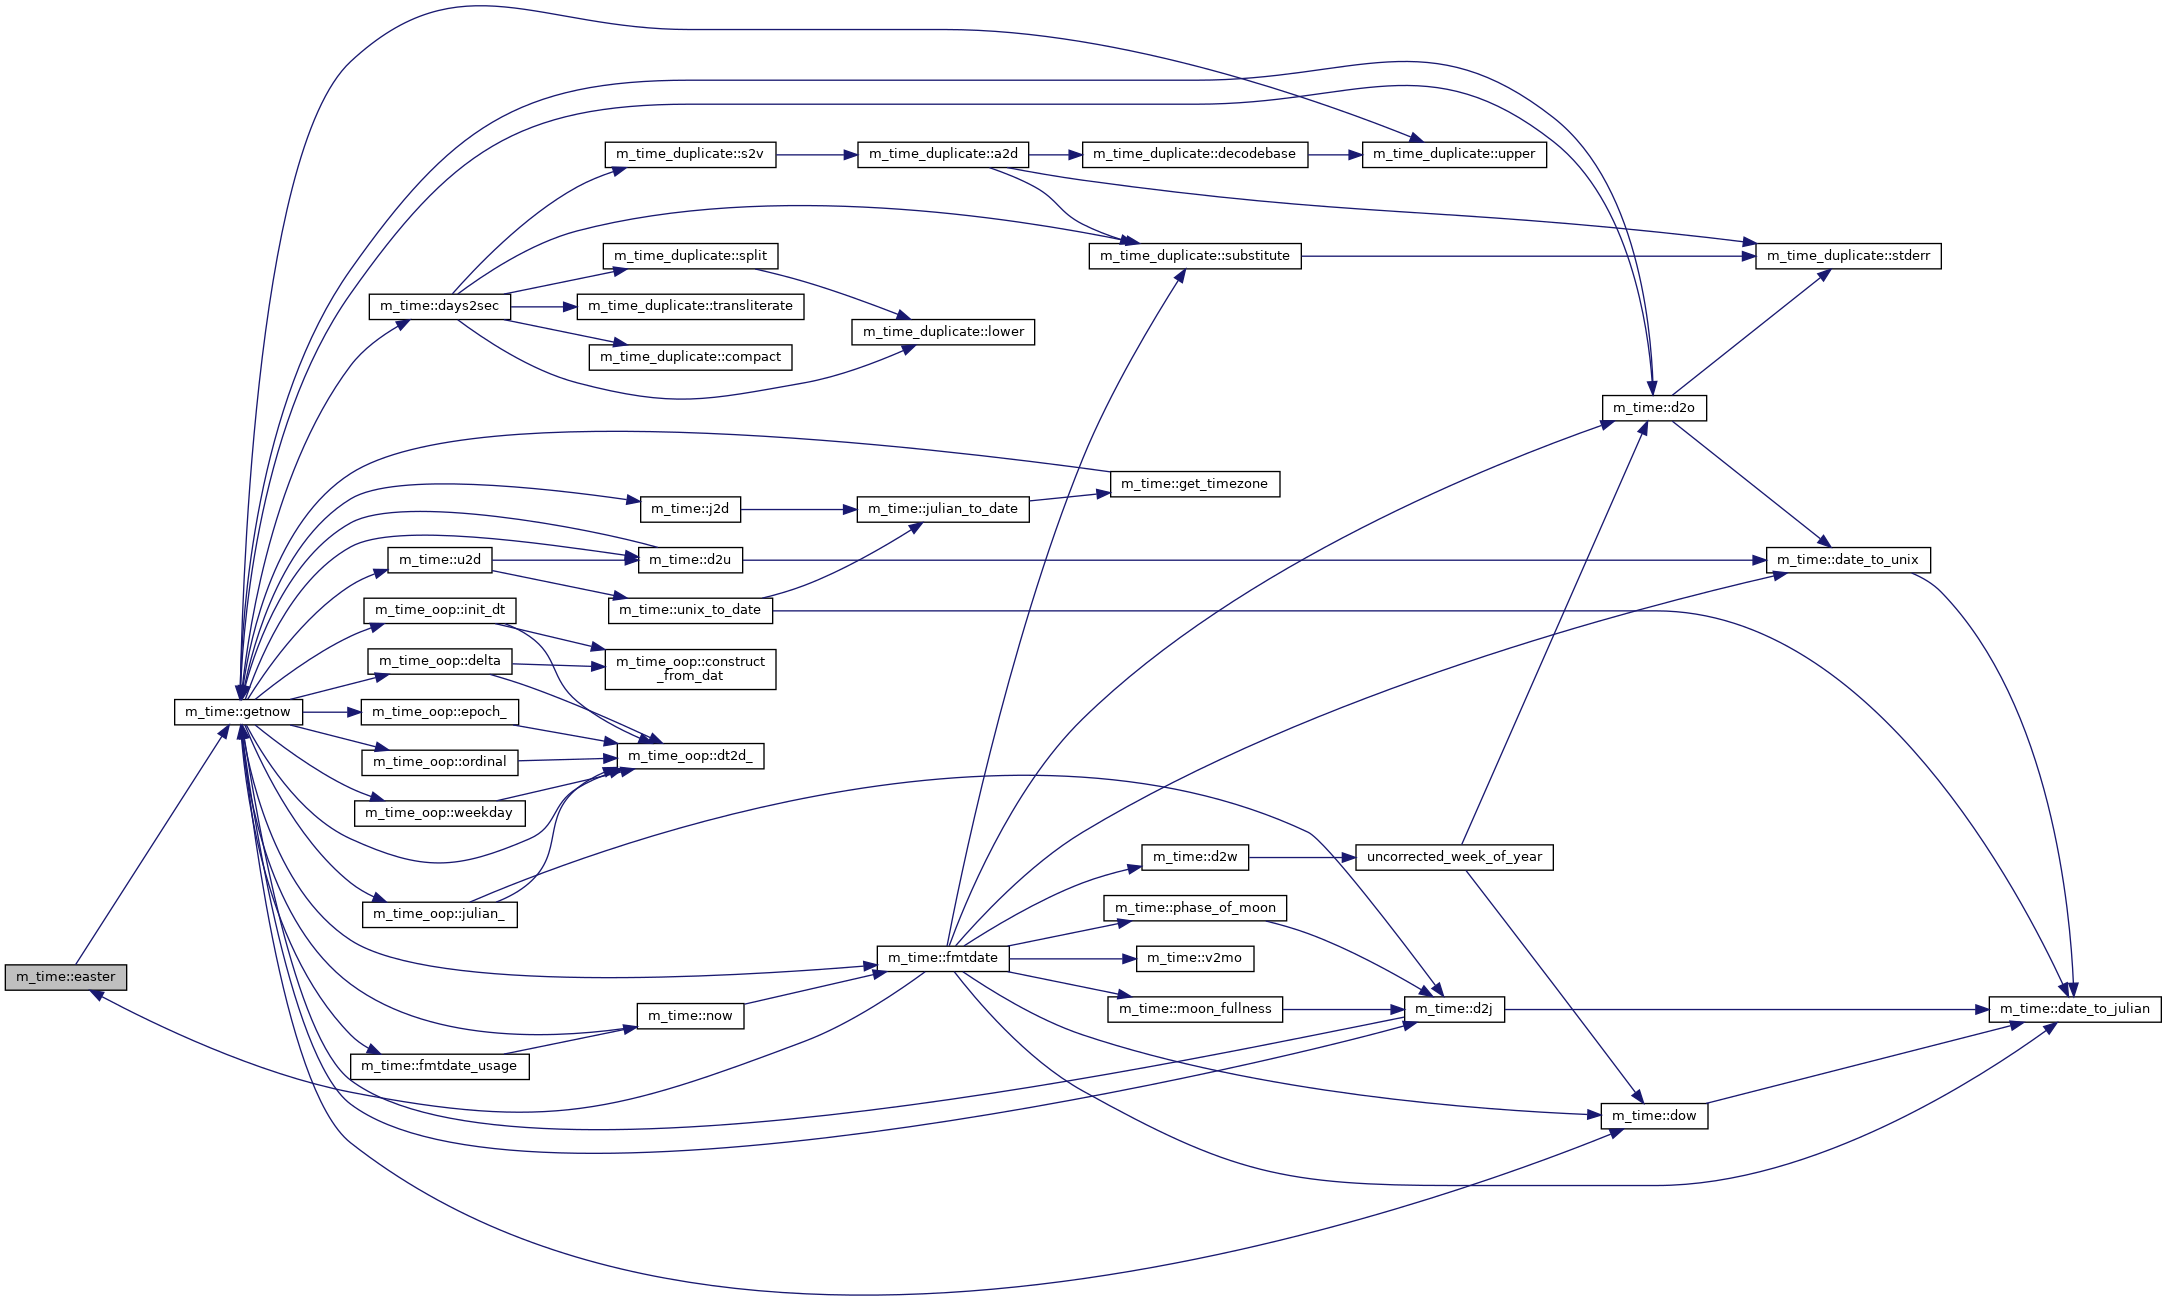 m_time_duplicate::s2v
m_time_duplicate::a2d
m_time_duplicate::decodebase
m_time_duplicate::upper
m_time_duplicate::split
m_time_duplicate::substitute
m_time_duplicate::stderr
m_time::days2sec
m_time_duplicate::transliterate
m_time_duplicate::lower
m_time_duplicate::compact
m_time::d2o
m_time::get_timezone
m_time::j2d
m_time::julian_to_date
m_time::u2d
m_time::d2u
m_time::date_to_unix
m_time_oop::init_dt
m_time::unix_to_date
m_time_oop::delta
m_time_oop::construct
_from_dat
m_time::getnow
m_time_oop::epoch_
m_time_oop::ordinal
m_time_oop::dt2d_
m_time_oop::weekday
m_time::d2w
uncorrected_week_of_year
m_time_oop::julian_
m_time::phase_of_moon
m_time::easter
m_time::fmtdate
m_time::v2mo
m_time::now
m_time::moon_fullness
m_time::d2j
m_time::date_to_julian
m_time::fmtdate_usage
m_time::dow